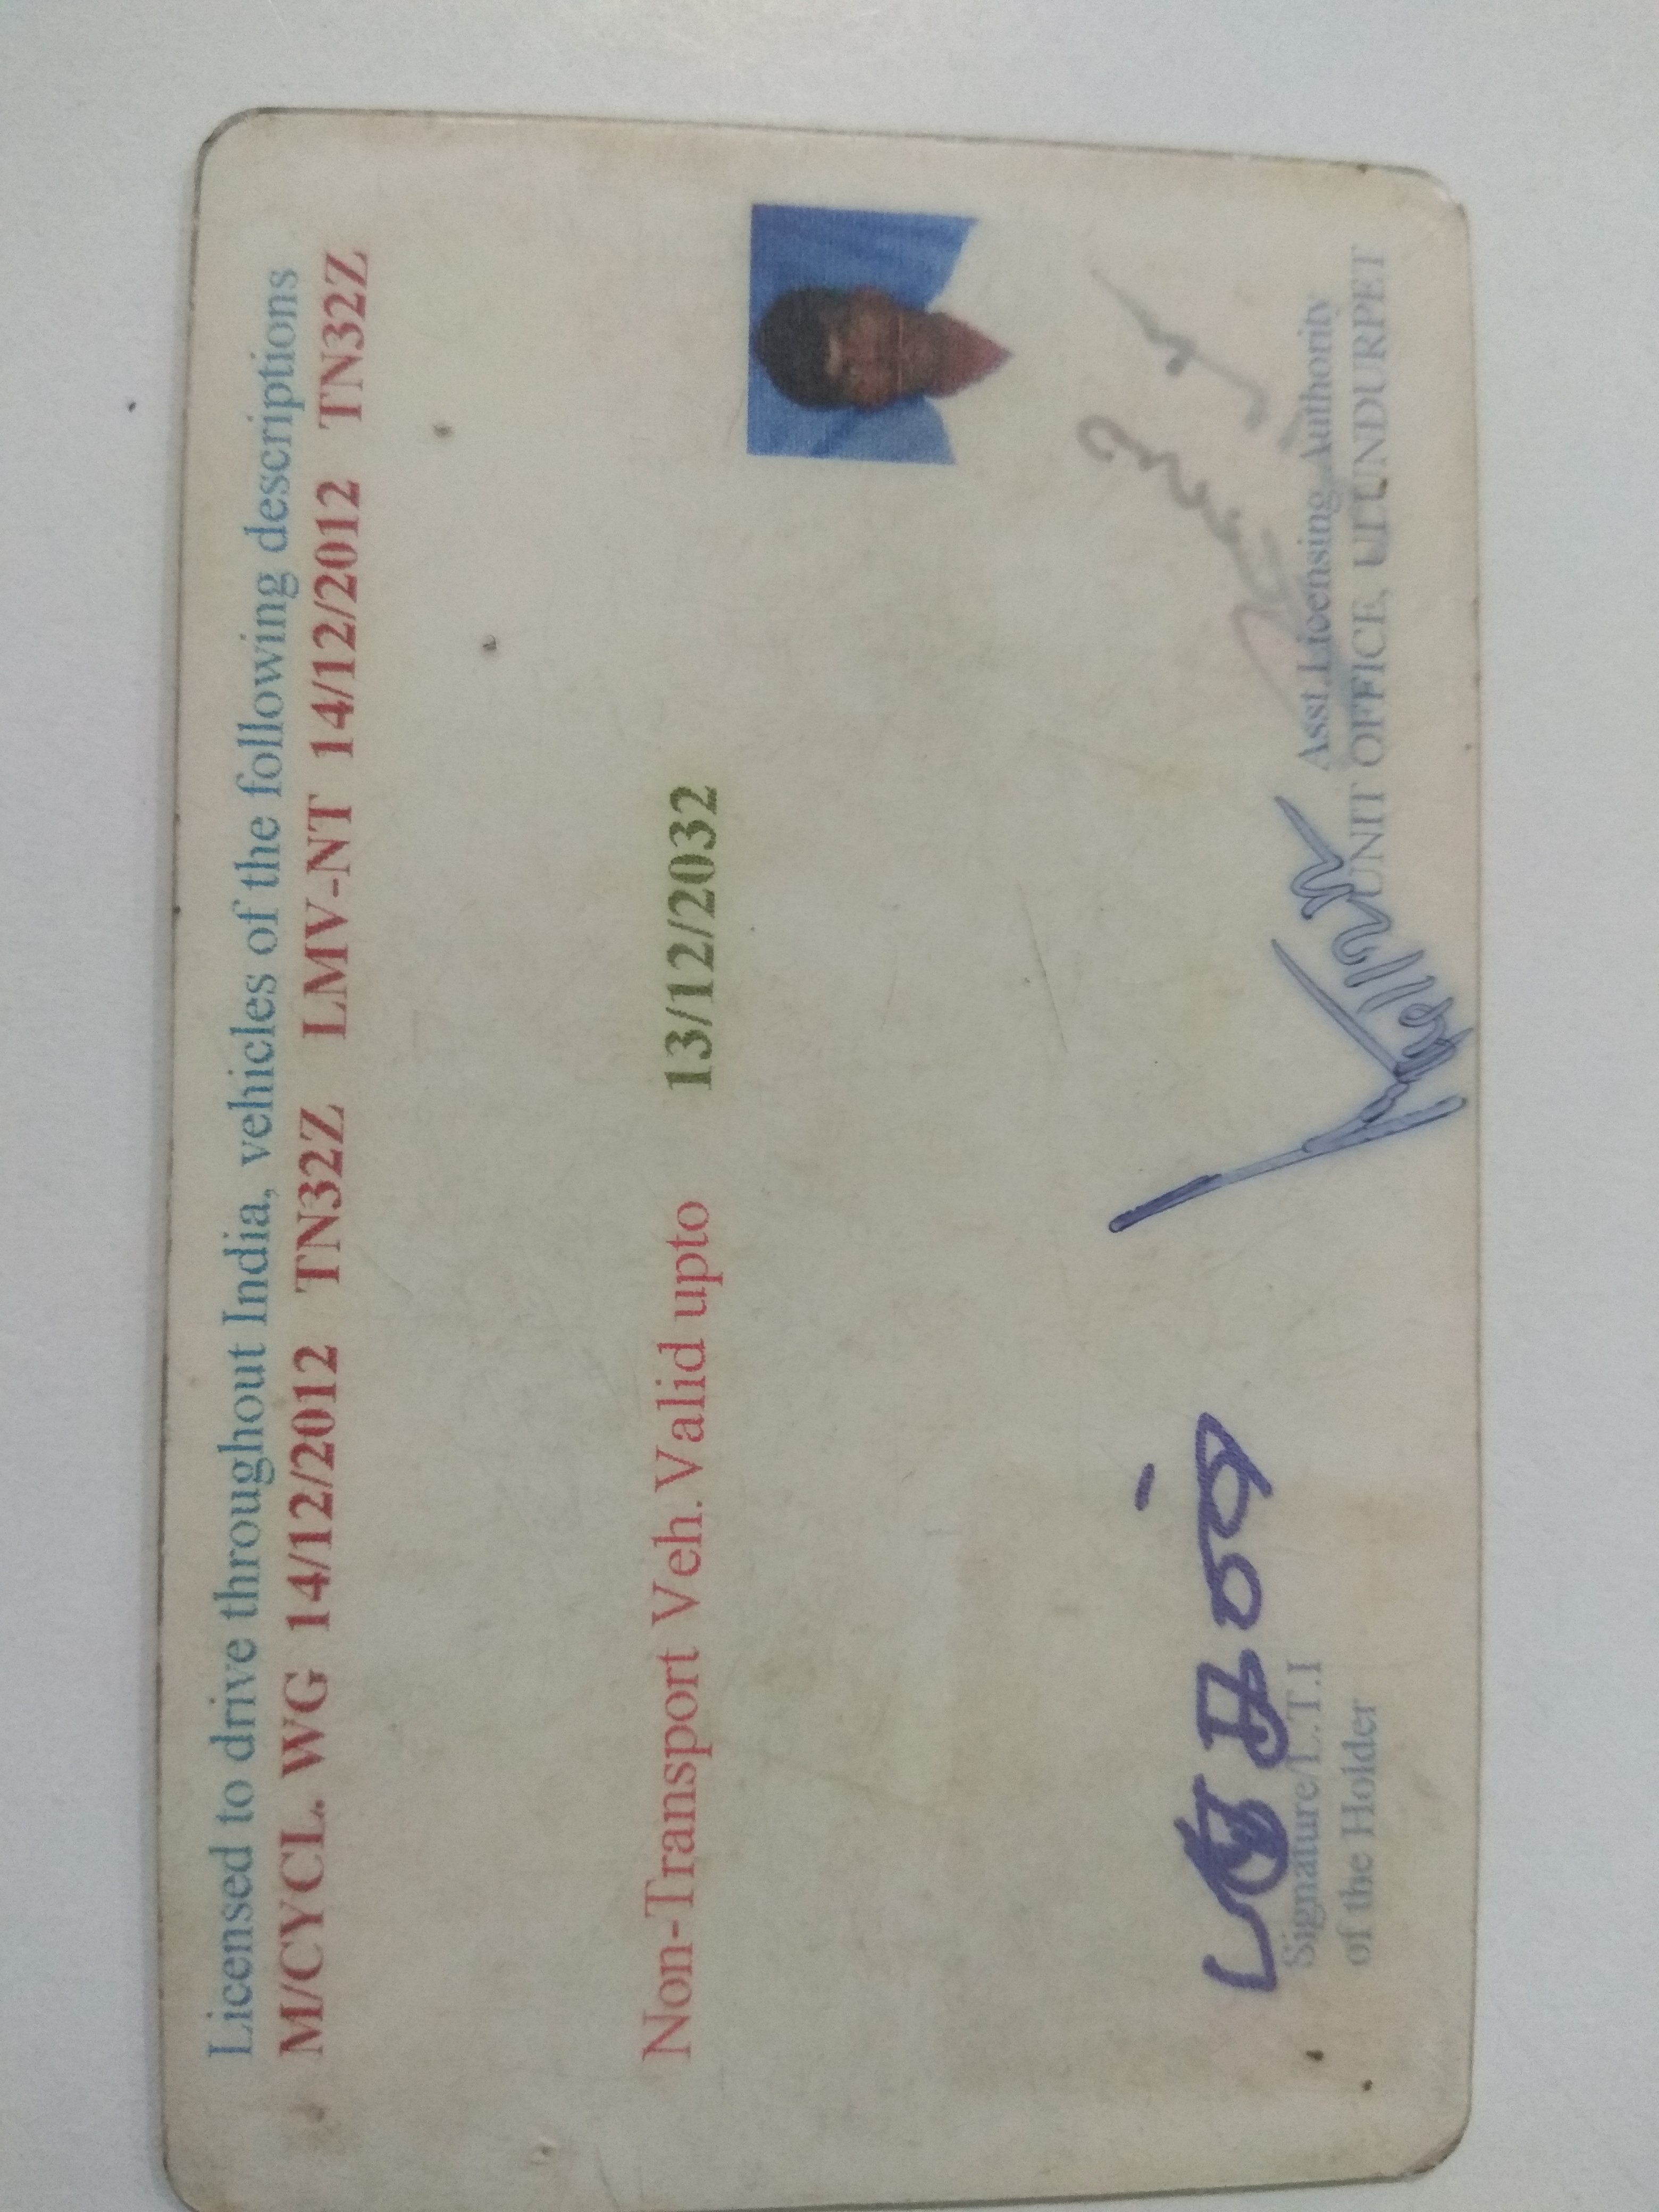 Licensed to drive throughout India, vehicles of the following descriptions
M/CYCL. WG 14/12/2012 TN32Z LMV-NT 14/12/2012 TN32Z
Non-Transport Veh. Valid upto 13/12/2032
Signature/L.T.I
of the Holder
Asst Licensing Authority
UNIT OFFICE, ULUNDURPET